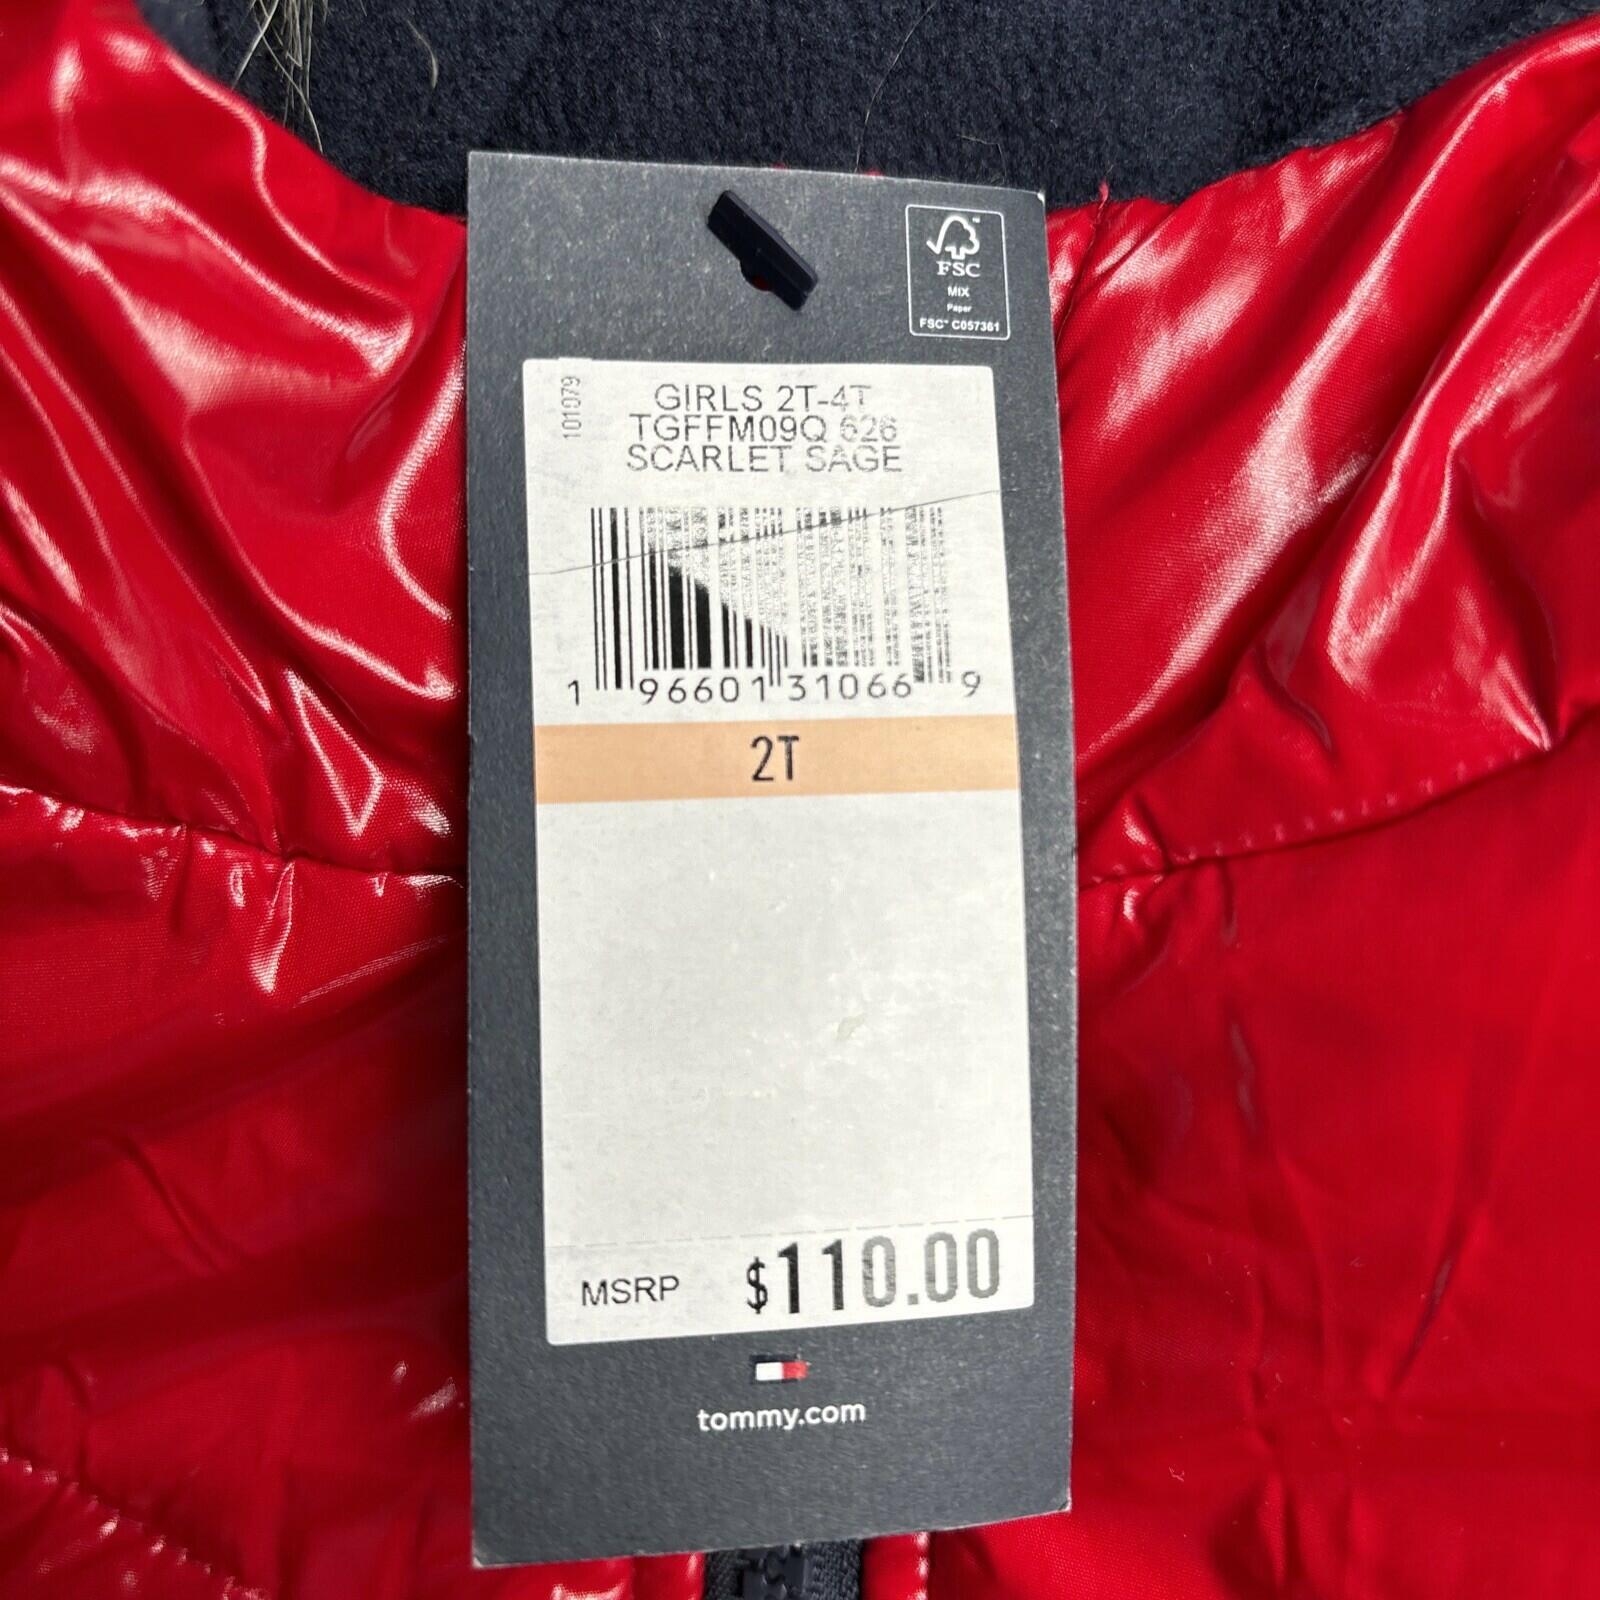 FSC
MIX
Paper
FSC® C057361
101079
GIRLS 2T-4T
TGFFM09Q 626
SCARLET SAGE
1 96601 31066 9
2T
MSRP $110.00
tommy.com